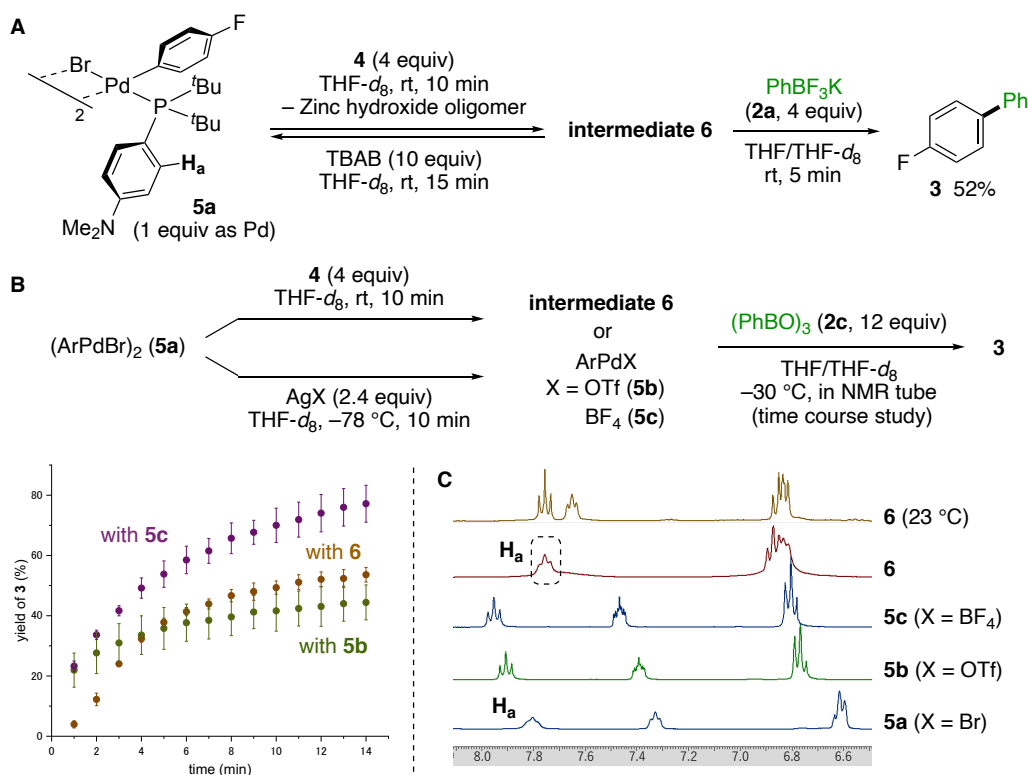 A
F
Br
Pd
2
P
tBu
tBu
Ha
Me2N
5a
(1 equiv as Pd)
4 (4 equiv)
THF-d8, rt, 10 min
– Zinc hydroxide oligomer
TBAB (10 equiv)
THF-d8, rt, 15 min
intermediate 6
PhBF3K
(2a, 4 equiv)
THF/THF-d8
rt, 5 min
Ph
F
3 52%
B
(ArPdBr)2 (5a)
4 (4 equiv)
THF-d8, rt, 10 min
AgX (2.4 equiv)
THF-d8, –78 °C, 10 min
intermediate 6
or
ArPdX
X = OTf (5b)
BF4 (5c)
(PhBO)3 (2c, 12 equiv)
THF/THF-d8
–30 °C, in NMR tube
(time course study)
3
yield of 3 (%)
80
60
40
20
0
with 5c
with 6
with 5b
0 2 4 6 8 10 12 14
time (min)
C
6 (23 °C)
Ha
6
5c (X = BF4)
5b (X = OTf)
Ha
5a (X = Br)
8.0 7.8 7.6 7.4 7.2 7.0 6.8 6.6